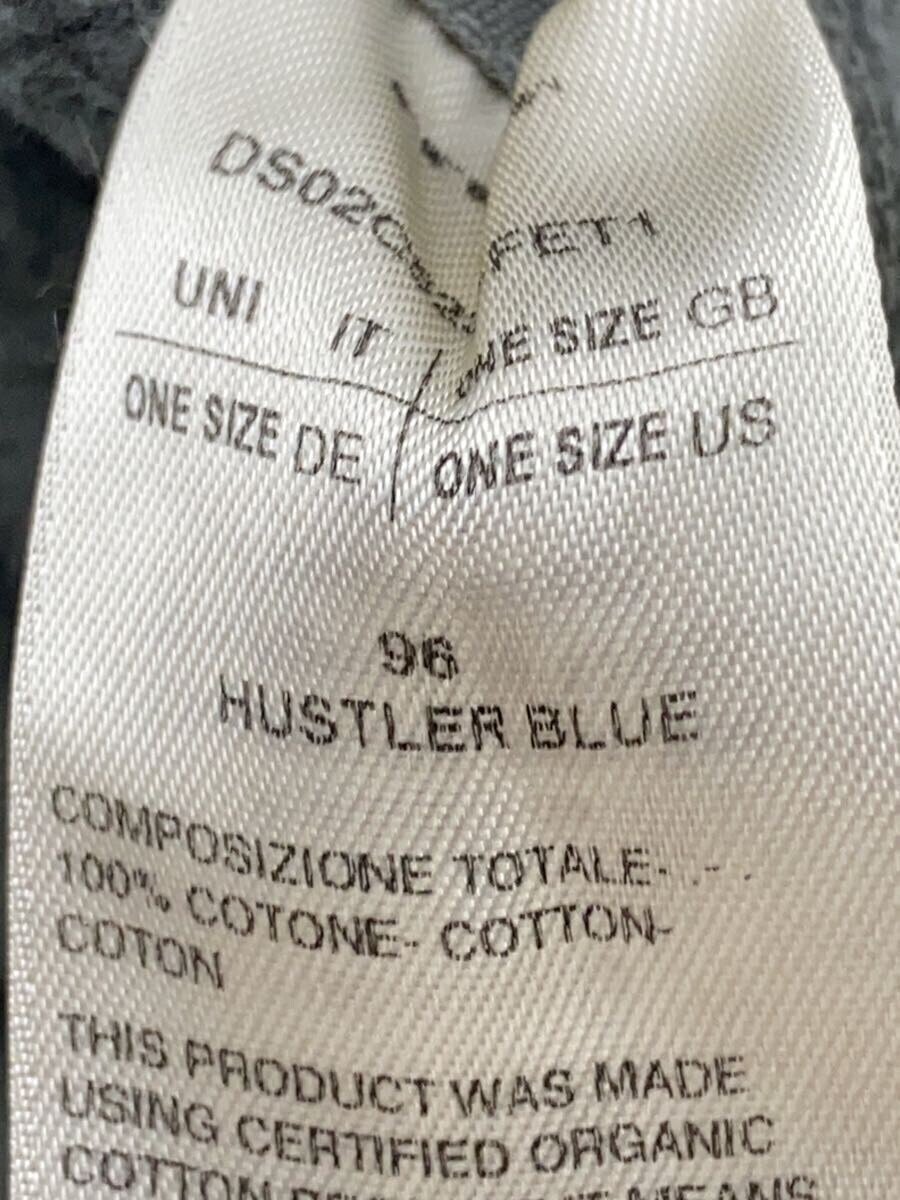 FET1
UNI IT ONE SIZE GB
ONE SIZE DE ONE SIZE US
96
HUSTLER BLUE
COMPOSIZIONE TOTALE- .- .
100% COTONE- COTTON-
COTON
THIS PRODUCT WAS MADE
USING CERTIFIED ORGANIC
COTTON